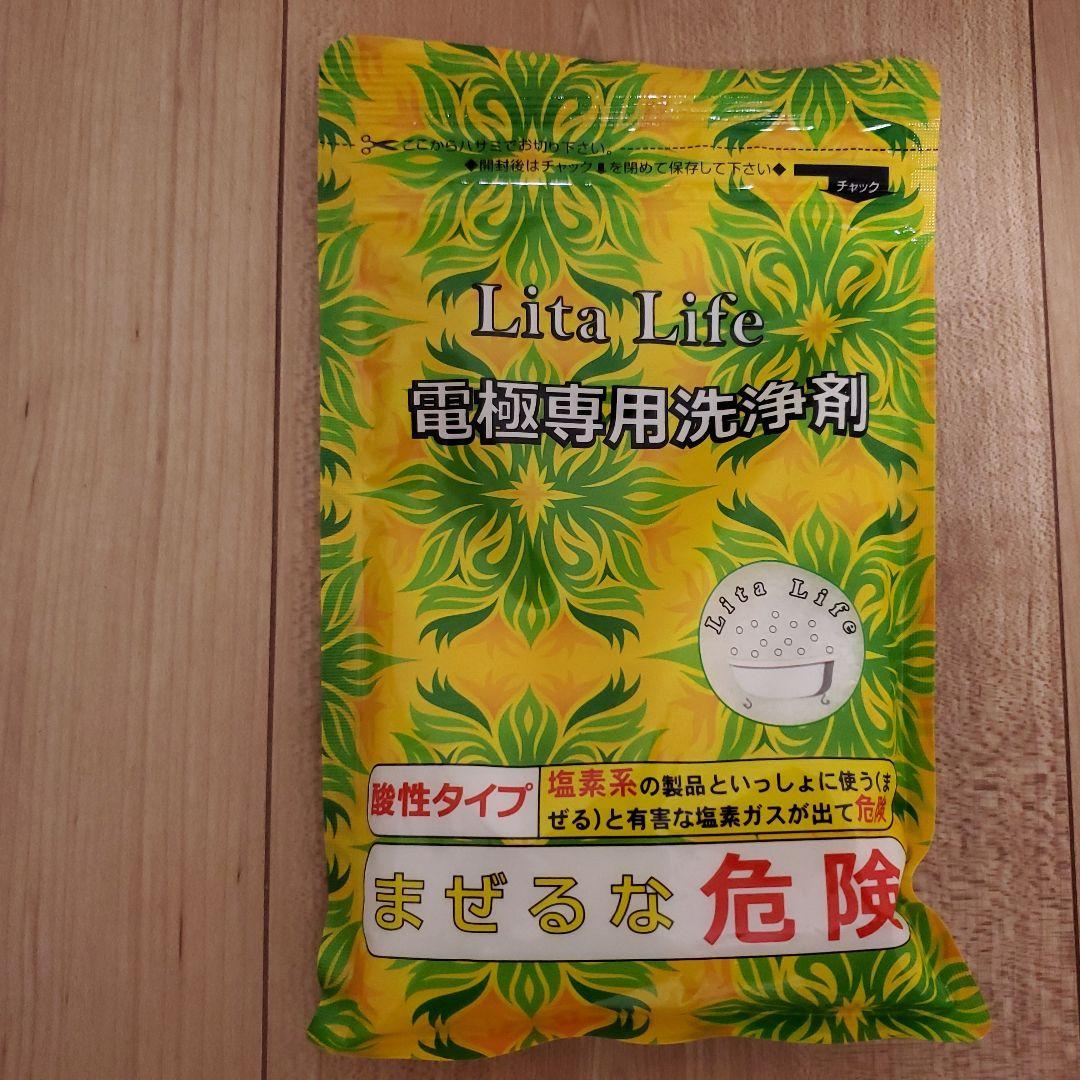 ここからハサミでお切り下さい。
◆開封後はチャック▮を閉めて保存して下さい◆
チャック
Lita Life
電極専用洗浄剤
Lita Life
酸性タイプ
塩素系の製品といっしょに使う(ま
ぜる)と有害な塩素ガスが出て危険
まぜるな危険